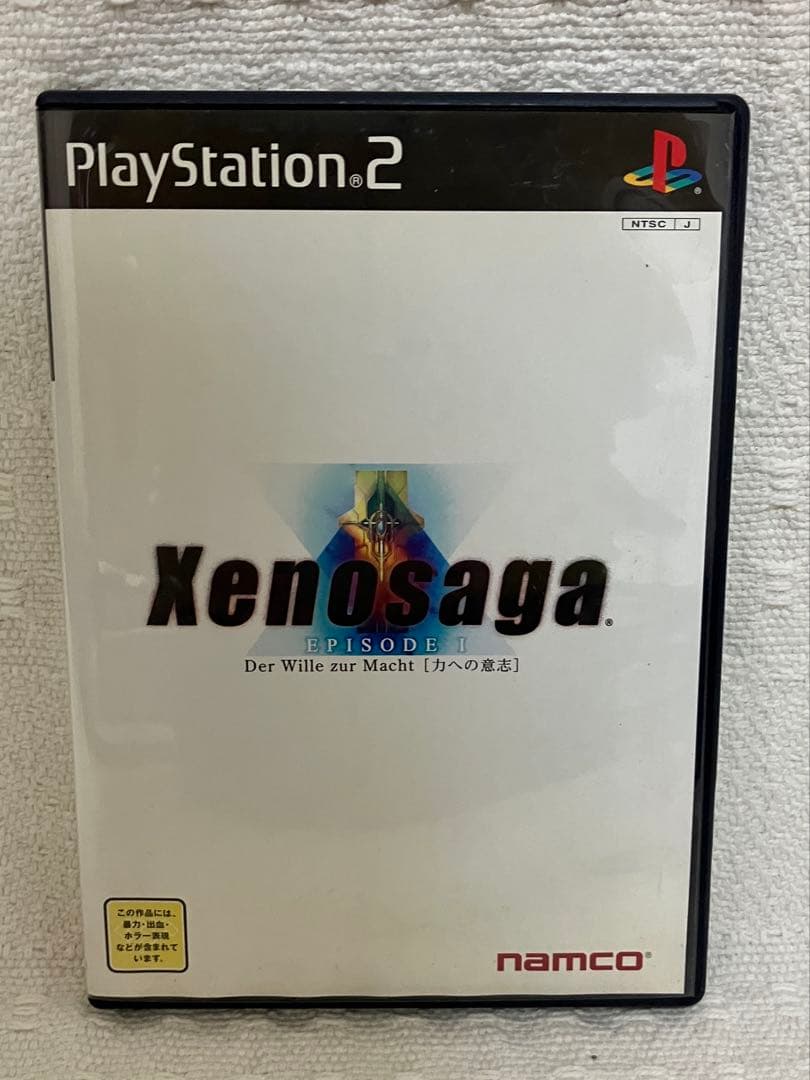 PlayStation®2
NTSC J
Xenosaga®
EPISODE I
Der Wille zur Macht [力への意志]
この作品には、
暴力・出血・
ホラー表現
などが含まれて
います。
namco®